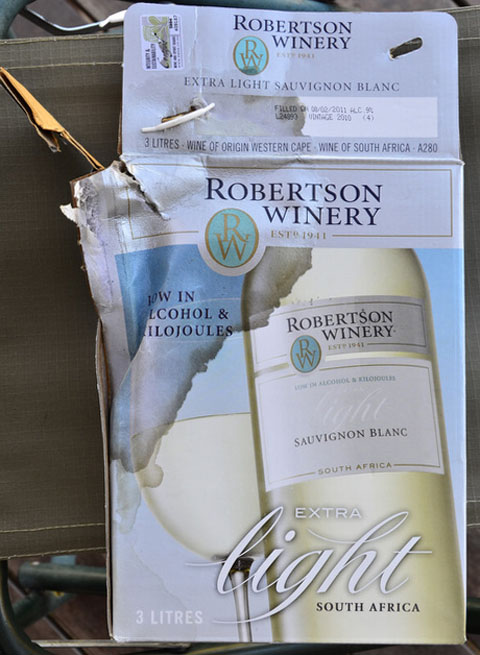 ROBERTSON
WINERY
ESTD 1941
EXTRA LIGHT SAUVIGNON BLANC
FILLED ON 08/02/2011 ALC. 9%
VINTAGE 2010 (4)
3 LITRES · WINE OF ORIGIN WESTERN CAPE · WINE OF SOUTH AFRICA · A280
ROBERTSON
WINERY
RW
ESTD 1941
LOW IN
ALCOHOL &
KILOJOULES
ROBERTSON
WINERY
ESTD 1941
RW
LOW IN ALCOHOL & KILOJOULES
light
SAUVIGNON BLANC
SOUTH AFRICA
EXTRA
light
SOUTH AFRICA
3 LITRES